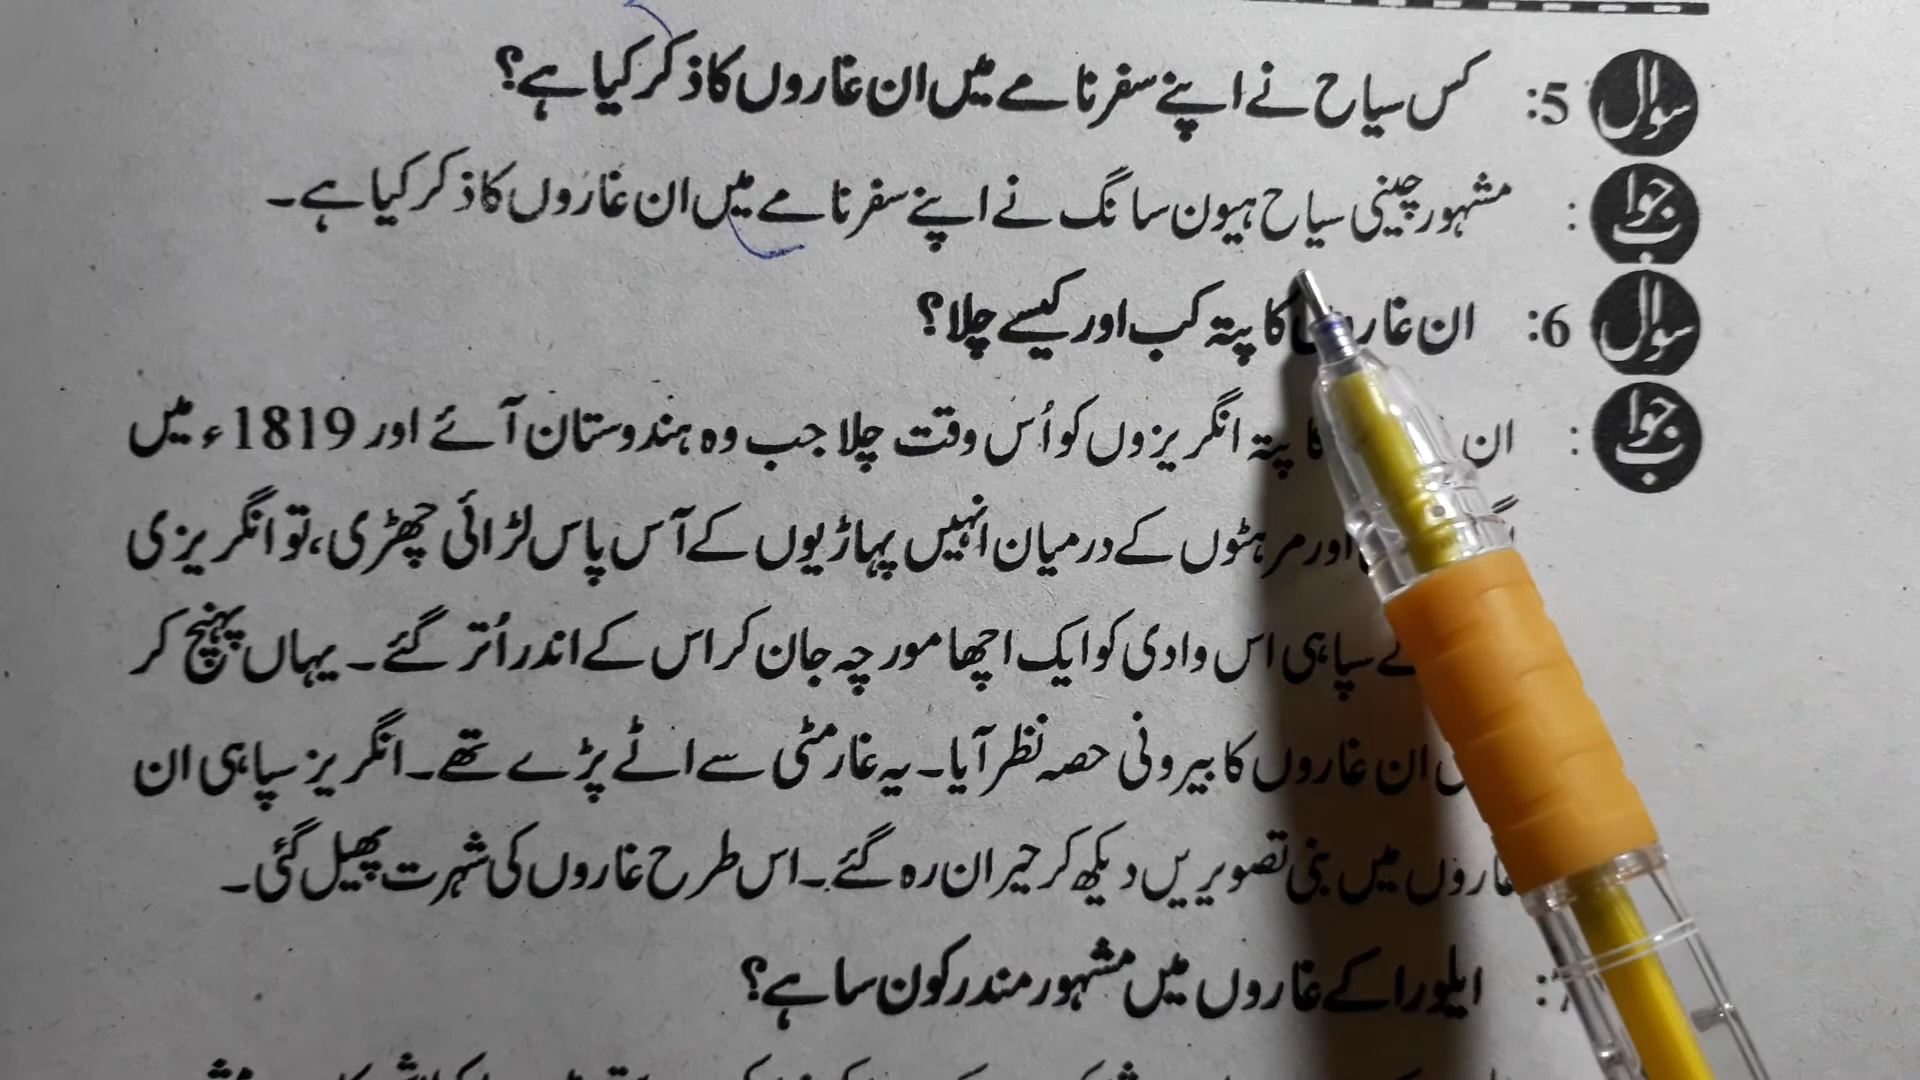 سوال 5: کس سیاح نے اپنے سفرنامے میں ان غاروں کا ذکر کیا ہے؟
جواب : مشہور چینی سیاح ہیون سانگ نے اپنے سفرنامے میں ان غاروں کا ذکر کیا ہے۔
سوال 6: ان غاروں کا پتہ کب اور کیسے چلا؟
جواب : ان کا پتہ انگریزوں کو اُس وقت چلا جب وہ ہندوستان آئے اور 1819ء میں
اور مرہٹوں کے درمیان انہیں پہاڑیوں کے آس پاس لڑائی چھڑی، تو انگریزی
سپاہی اس وادی کو ایک اچھا مورچہ جان کر اس کے اندر اُتر گئے۔ یہاں پہنچ کر
ان غاروں کا بیرونی حصہ نظر آیا۔ یہ غار مٹی سے اٹے پڑے تھے۔ انگریز سپاہی ان
غاروں میں بنی تصویریں دیکھ کر حیران رہ گئے۔ اس طرح غاروں کی شہرت پھیل گئی۔
ایلورا کے غاروں میں مشہور مندر کون سا ہے؟